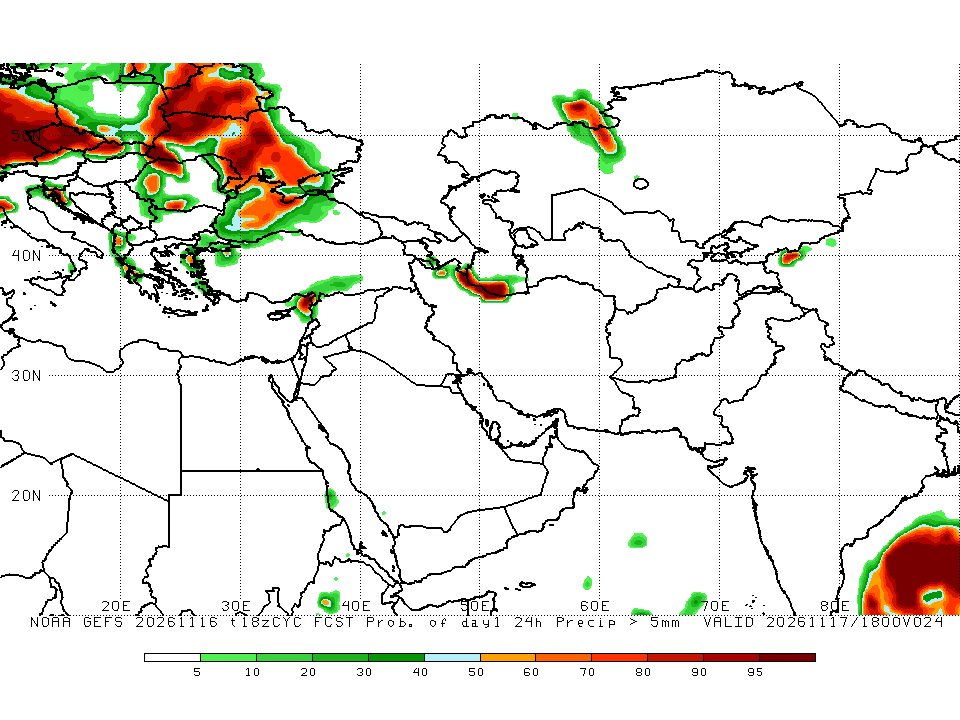 50N
40N
30N
20N
20E 30E 40E 50E 60E 70E 80E
NOAA GEFS 20261116 t18zCYC FCST Prob. of day1 24h Precip > 5mm VALID 20261117/1800V024
5 10 20 30 40 50 60 70 80 90 95